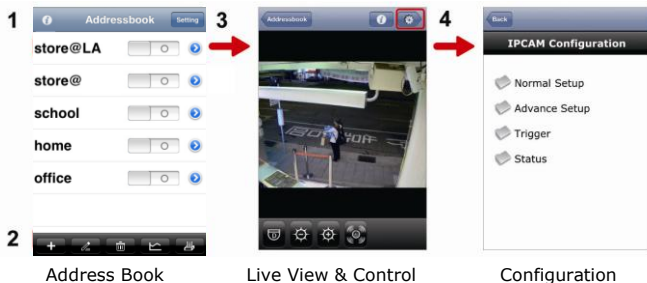 1
Addressbook
Setting
store@LA
store@
school
home
office
2
Address Book
3
Addressbook
Live View & Control
4
Back
IPCAM Configuration
Normal Setup
Advance Setup
Trigger
Status
Configuration